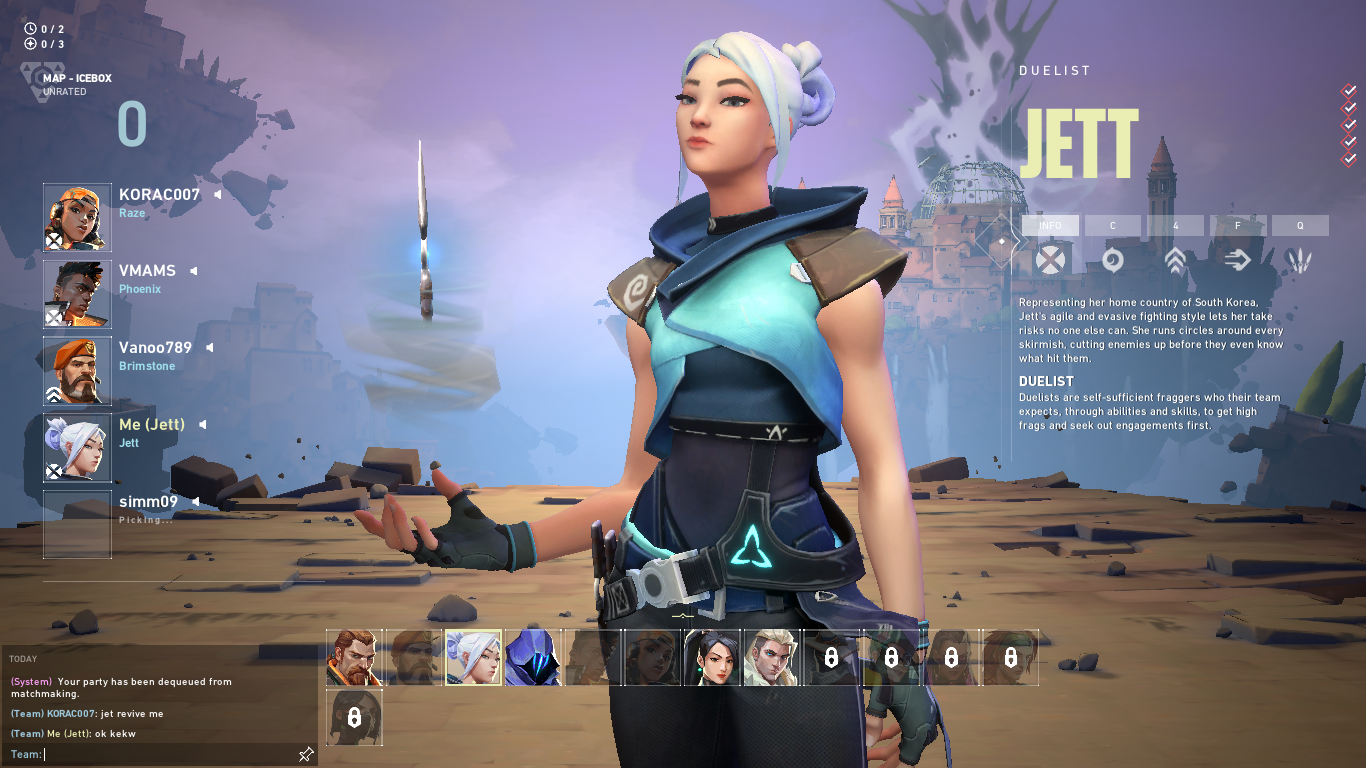 0 / 2
0 / 3
MAP - ICEBOX
UNRATED
0
KORAC007
Raze
VMAMS
Phoenix
Vanoo789
Brimstone
Me (Jett)
Jett
simm09
Picking...
DUELIST
JETT
INFO C 4 F Q
Representing her home country of South Korea,
Jett's agile and evasive fighting style lets her take
risks no one else can. She runs circles around every
skirmish, cutting enemies up before they even know
what hit them.
DUELIST
Duelists are self-sufficient fraggers who their team
expects, through abilities and skills, to get high
frags and seek out engagements first.
TODAY
(System) Your party has been dequeued from
matchmaking.
(Team) KORAC007: jet revive me
(Team) Me (Jett): ok kekw
Team: